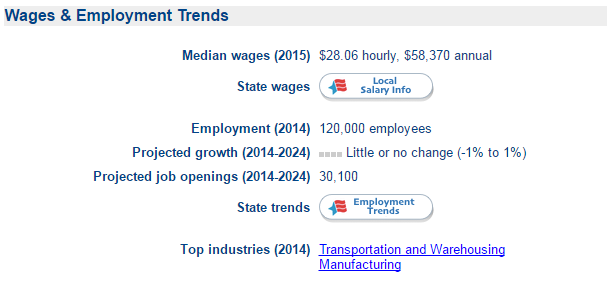 Wages & Employment Trends
Median wages (2015) $28.06 hourly, $58,370 annual
State wages Local
Salary Info
Employment (2014) 120,000 employees
Projected growth (2014-2024) Little or no change (-1% to 1%)
Projected job openings (2014-2024) 30,100
State trends Employment
Trends
Top industries (2014) Transportation and Warehousing
Manufacturing